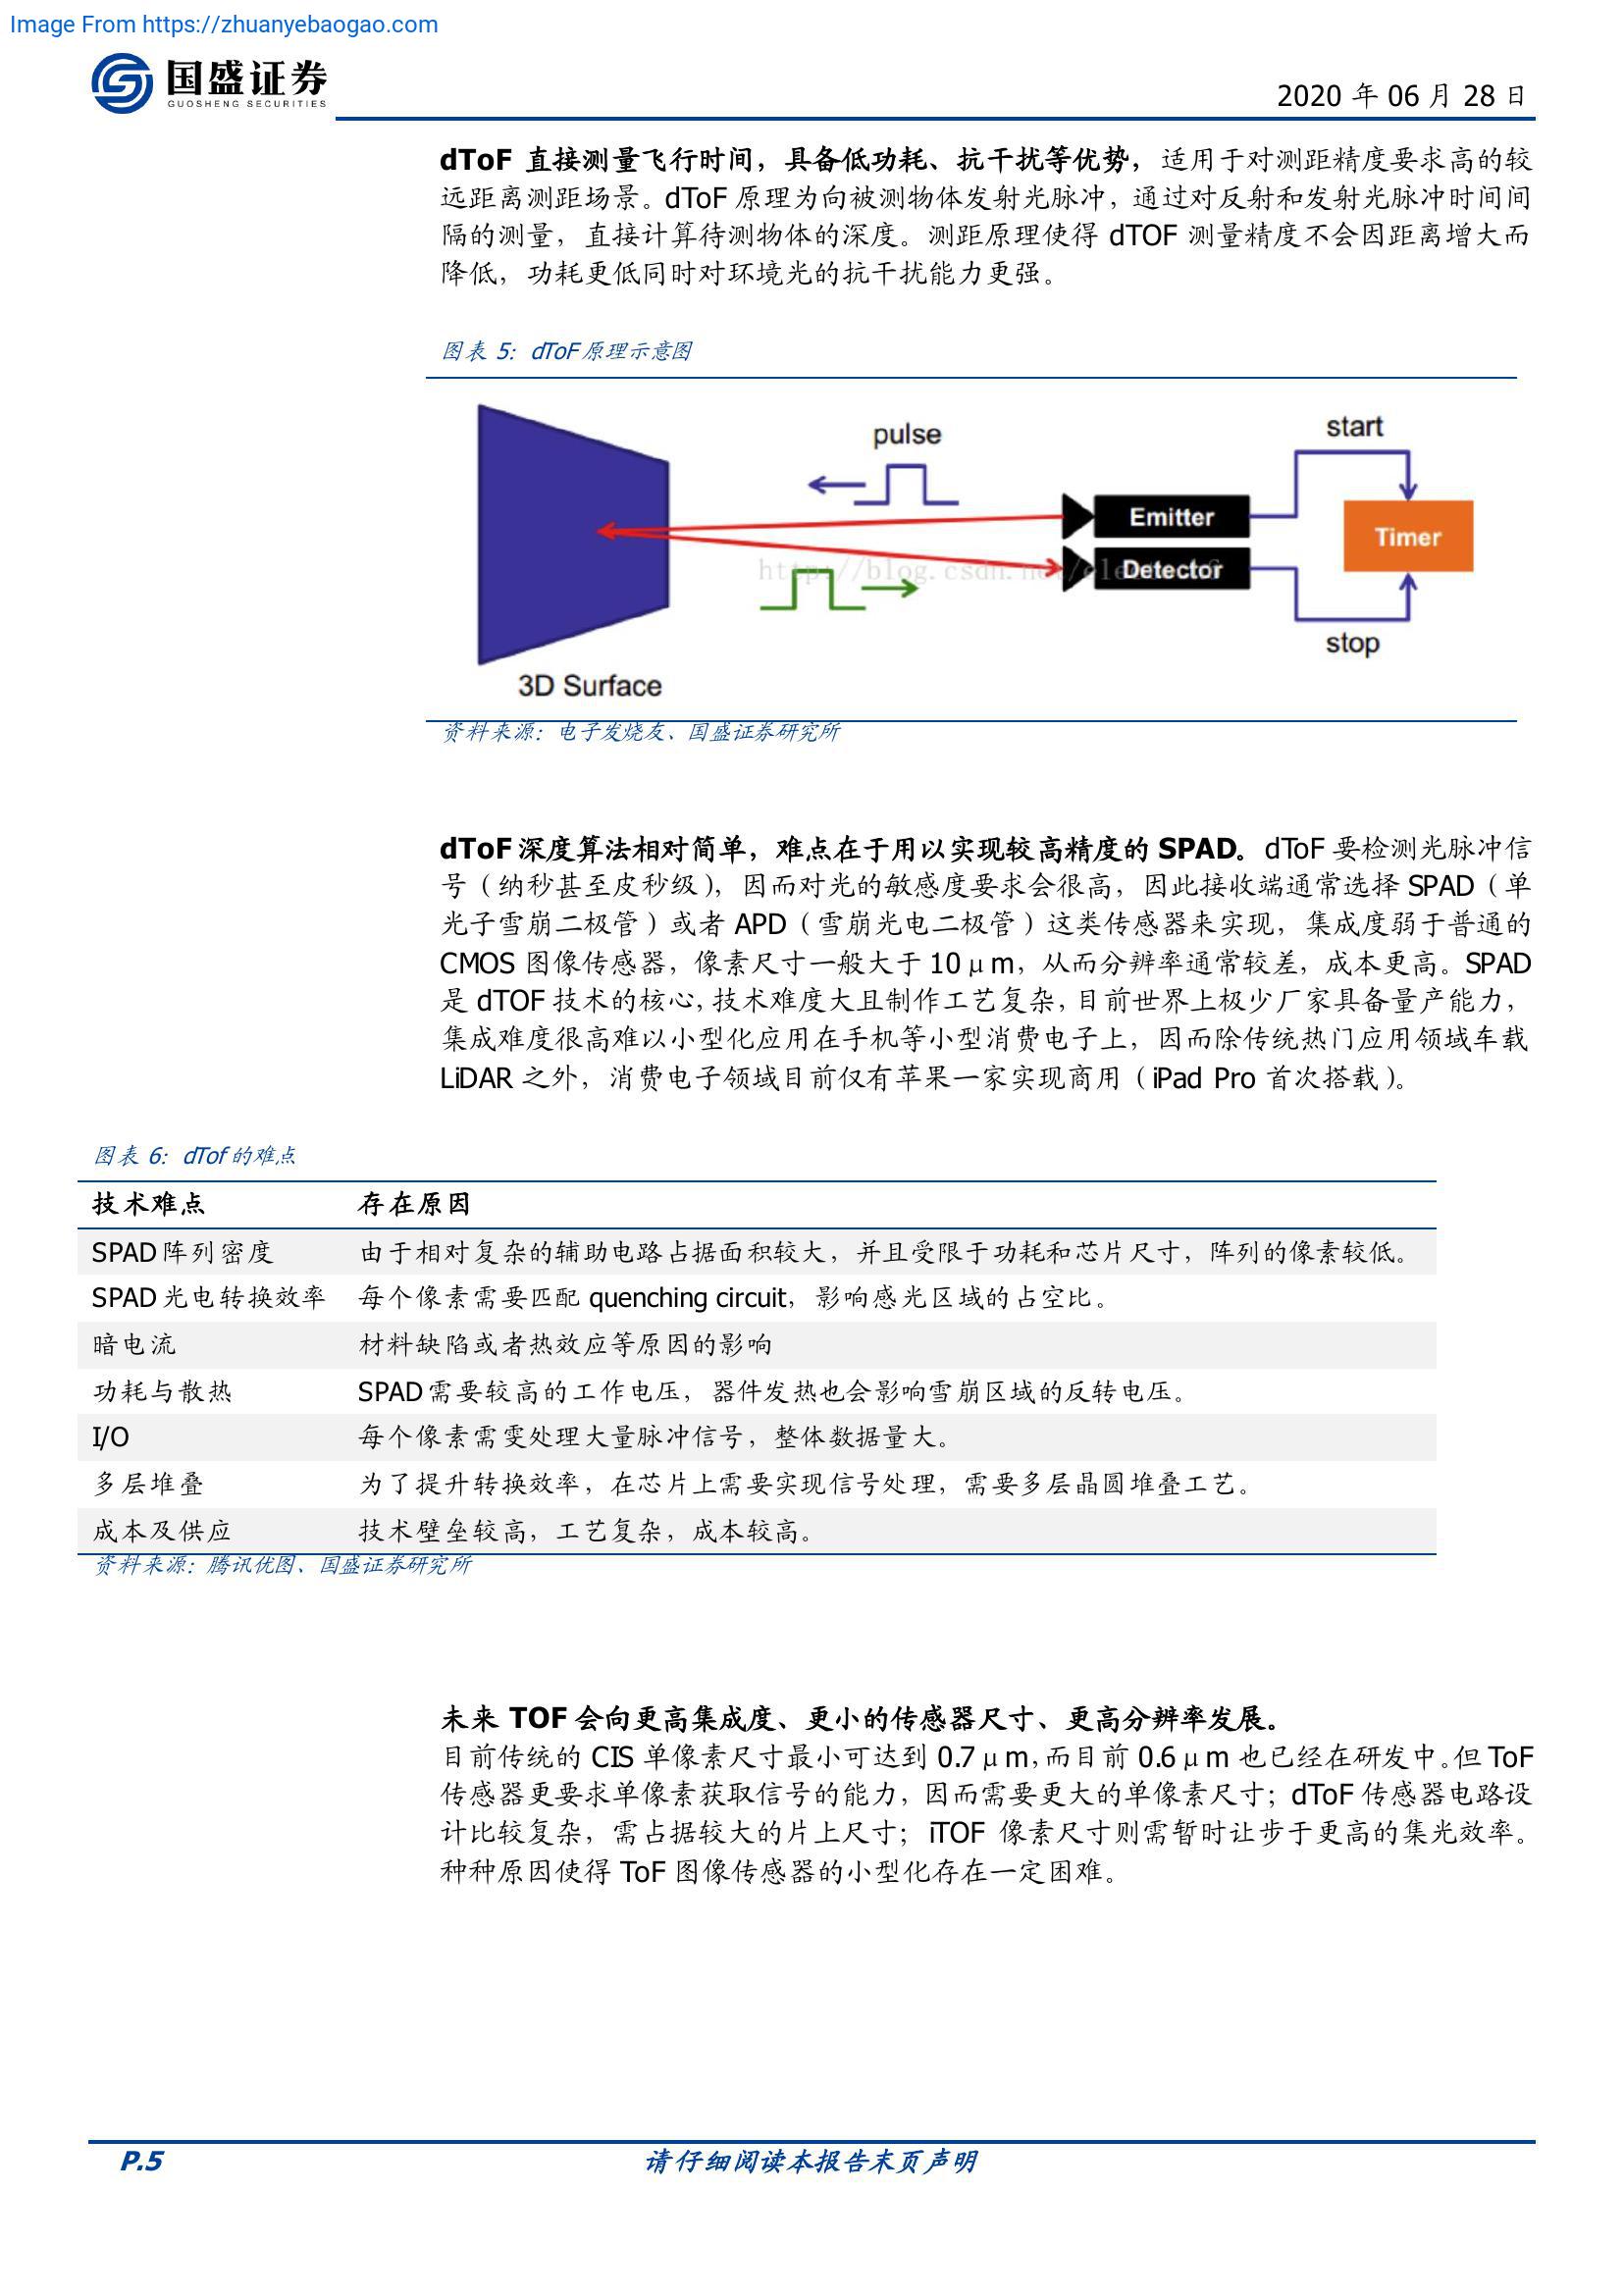 Image From https://zhuanyebaogao.com
国盛证券
GUOSHENG SECURITIES
2020 年 06 月 28 日
dToF 直接测量飞行时间，具备低功耗、抗干扰等优势，适用于对测距精度要求高的较
远距离测距场景。dToF 原理为向被测物体发射光脉冲，通过对反射和发射光脉冲时间间
隔的测量，直接计算待测物体的深度。测距原理使得 dTOF 测量精度不会因距离增大而
降低，功耗更低同时对环境光的抗干扰能力更强。
图表 5：dToF 原理示意图
pulse
start
Emitter
Timer
Detector
stop
3D Surface
资料来源：电子发烧友、国盛证券研究所
dToF 深度算法相对简单，难点在于用以实现较高精度的 SPAD。dToF 要检测光脉冲信
号（纳秒甚至皮秒级），因而对光的敏感度要求会很高，因此接收端通常选择 SPAD（单
光子雪崩二极管）或者 APD（雪崩光电二极管）这类传感器来实现，集成度弱于普通的
CMOS 图像传感器，像素尺寸一般大于 10μm，从而分辨率通常较差，成本更高。SPAD
是 dTOF 技术的核心，技术难度大且制作工艺复杂，目前世界上极少厂家具备量产能力，
集成难度很高难以小型化应用在手机等小型消费电子上，因而除传统热门应用领域车载
LiDAR 之外，消费电子领域目前仅有苹果一家实现商用（iPad Pro 首次搭载）。
图表 6：dTof 的难点
技术难点 存在原因
SPAD 阵列密度 由于相对复杂的辅助电路占据面积较大，并且受限于功耗和芯片尺寸，阵列的像素较低。
SPAD 光电转换效率 每个像素需要匹配 quenching circuit，影响感光区域的占空比。
暗电流 材料缺陷或者热效应等原因的影响
功耗与散热 SPAD 需要较高的工作电压，器件发热也会影响雪崩区域的反转电压。
I/O 每个像素需雯处理大量脉冲信号，整体数据量大。
多层堆叠 为了提升转换效率，在芯片上需要实现信号处理，需要多层晶圆堆叠工艺。
成本及供应 技术壁垒较高，工艺复杂，成本较高。
资料来源：腾讯优图、国盛证券研究所
未来 TOF 会向更高集成度、更小的传感器尺寸、更高分辨率发展。
目前传统的 CIS 单像素尺寸最小可达到 0.7μm，而目前 0.6μm 也已经在研发中。但 ToF
传感器更要求单像素获取信号的能力，因而需要更大的单像素尺寸；dToF 传感器电路设
计比较复杂，需占据较大的片上尺寸；iTOF 像素尺寸则需暂时让步于更高的集光效率。
种种原因使得 ToF 图像传感器的小型化存在一定困难。
P.5
请仔细阅读本报告末页声明